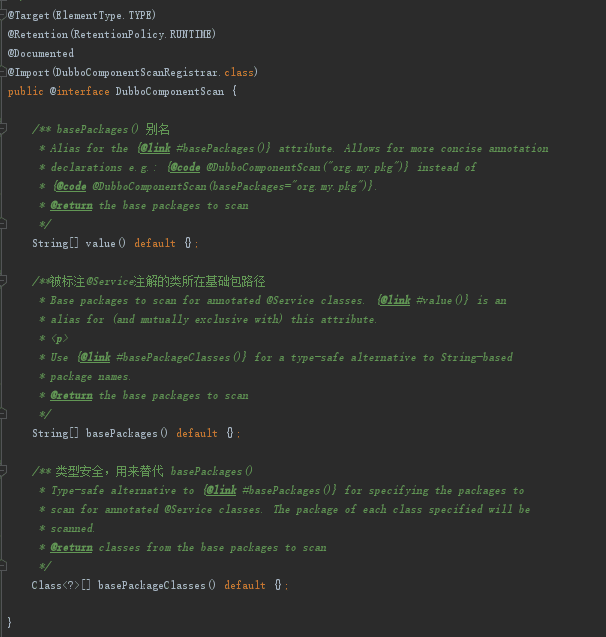 @Target(ElementType.TYPE)
@Retention(RetentionPolicy.RUNTIME)
@Documented
@Import(DubboComponentScanRegistrar.class)
public @interface DubboComponentScan {
/** basePackages() 别名
* Alias for the {@link #basePackages()} attribute. Allows for more concise annotation
* declarations e.g.: {@code @DubboComponentScan("org.my.pkg")} instead of
* {@code @DubboComponentScan(basePackages="org.my.pkg")}.
* @return the base packages to scan
*/
String[] value() default {};
/**被标注@Service注解的类所在基础包路径
* Base packages to scan for annotated @Service classes. {@link #value()} is an
* alias for (and mutually exclusive with) this attribute.
* <p>
* Use {@link #basePackageClasses()} for a type-safe alternative to String-based
* package names.
* @return the base packages to scan
*/
String[] basePackages() default {};
/** 类型安全，用来替代 basePackages()
* Type-safe alternative to {@link #basePackages()} for specifying the packages to
* scan for annotated @Service classes. The package of each class specified will be
* scanned.
* @return classes from the base packages to scan
*/
Class<?>[] basePackageClasses() default {};
}